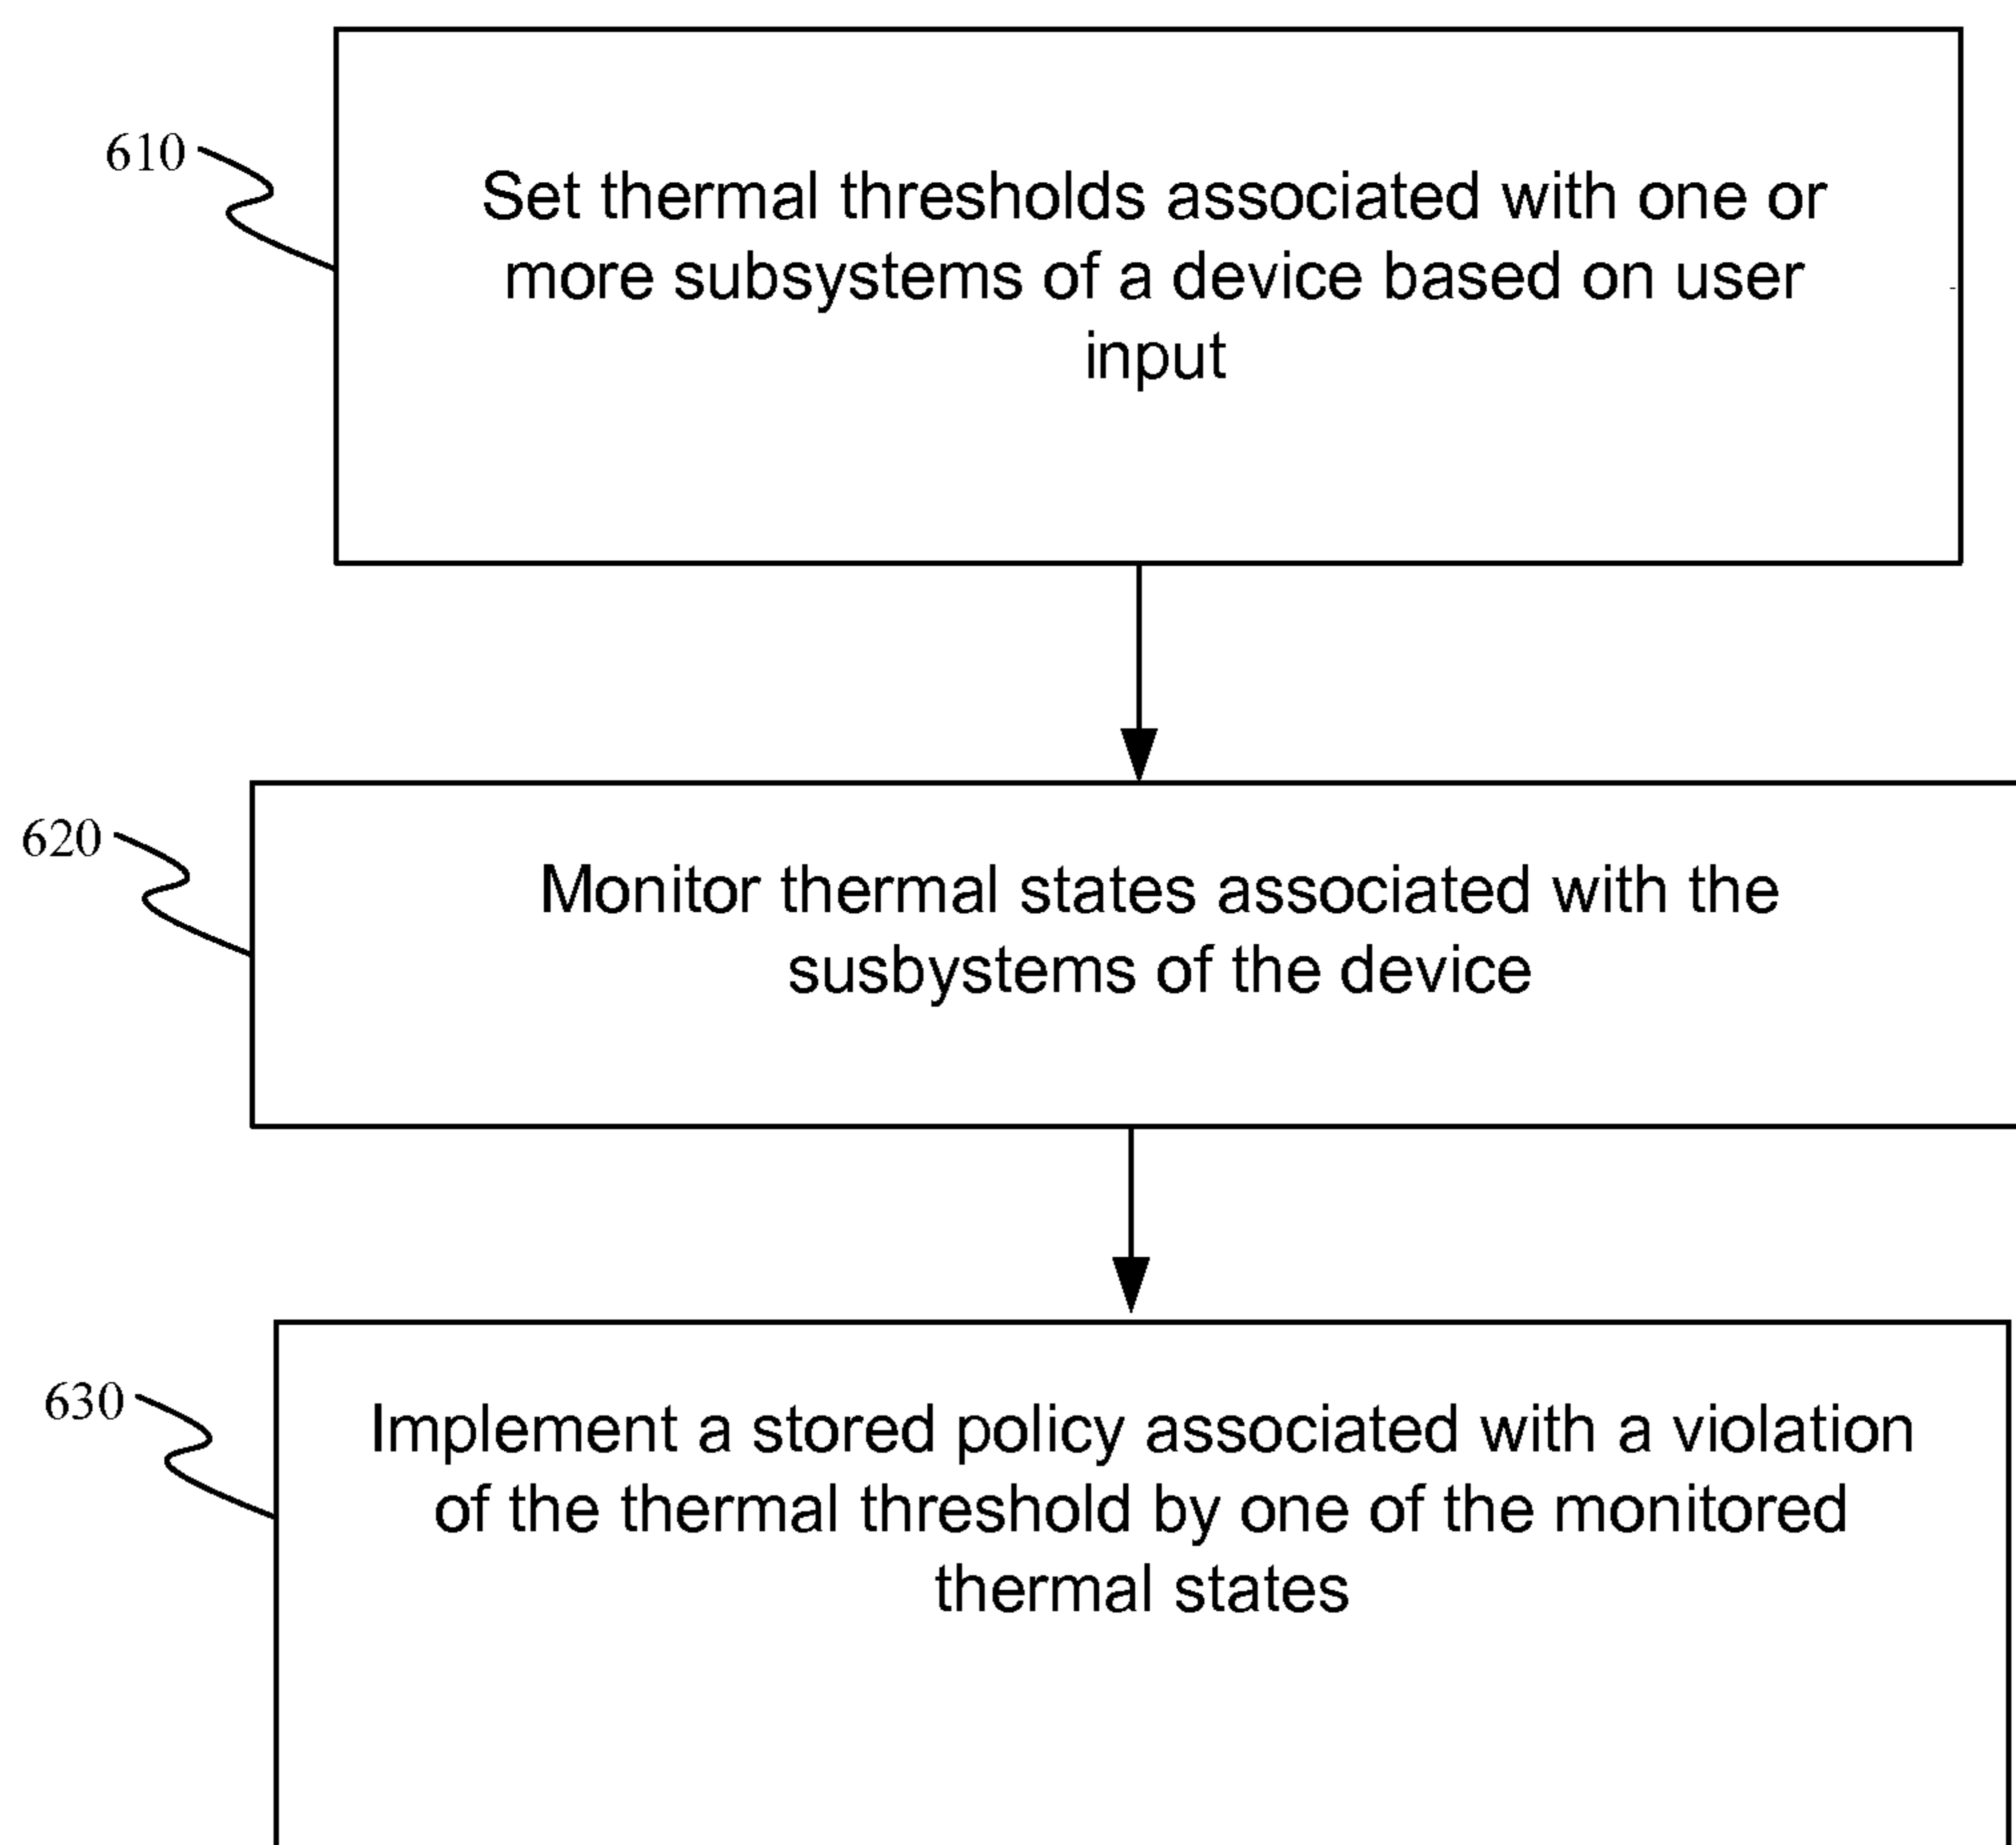 610
Set thermal thresholds associated with one or
more subsystems of a device based on user
input
620
Monitor thermal states associated with the
susbystems of the device
630
Implement a stored policy associated with a violation
of the thermal threshold by one of the monitored
thermal states